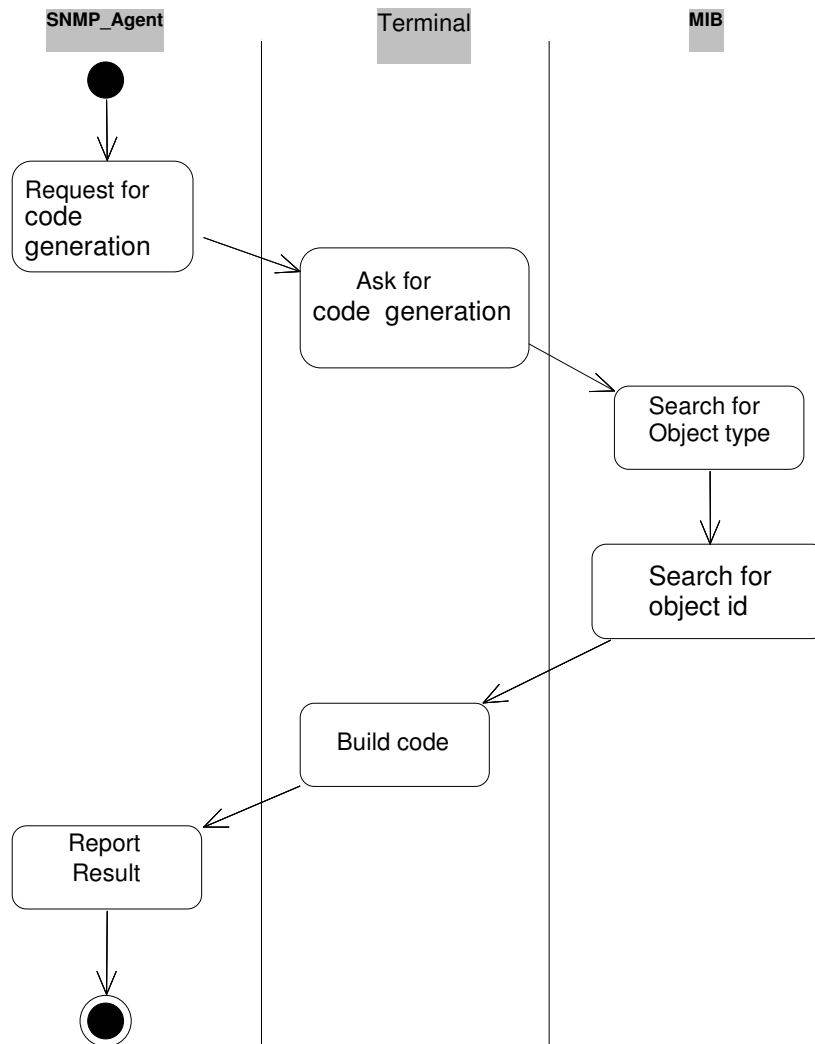 SNMP_Agent
Terminal
MIB
Request for
code
generation
Ask for
code generation
Search for
Object type
Search for
object id
Build code
Report
Result